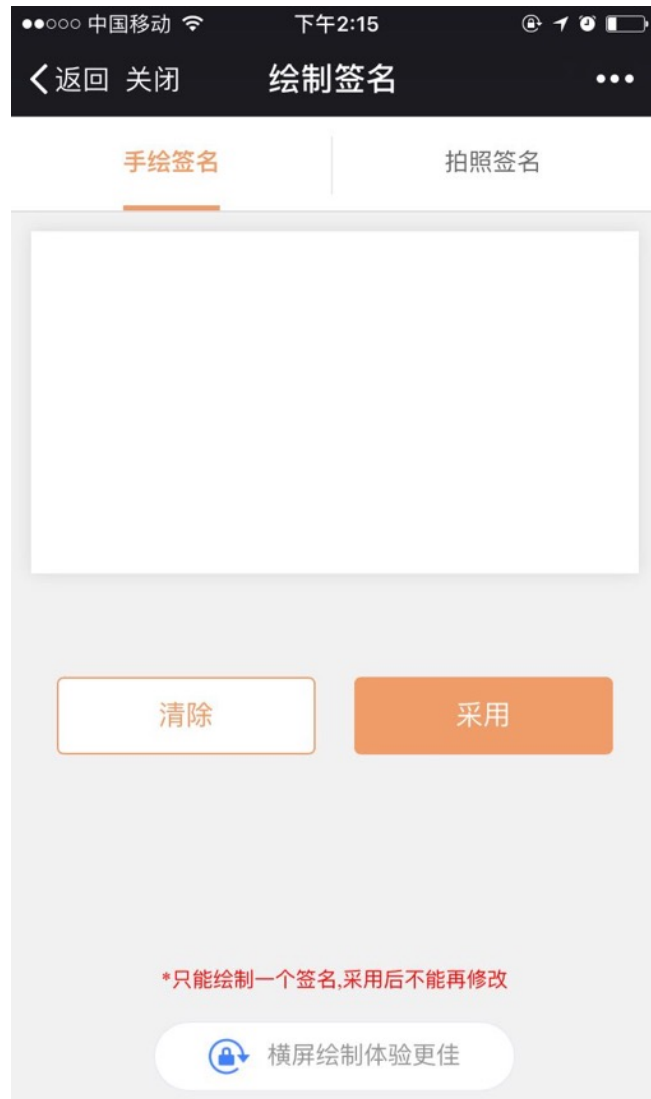 中国移动 下午2:15
返回 关闭 绘制签名
手绘签名 拍照签名
清除 采用
*只能绘制一个签名,采用后不能再修改
横屏绘制体验更佳